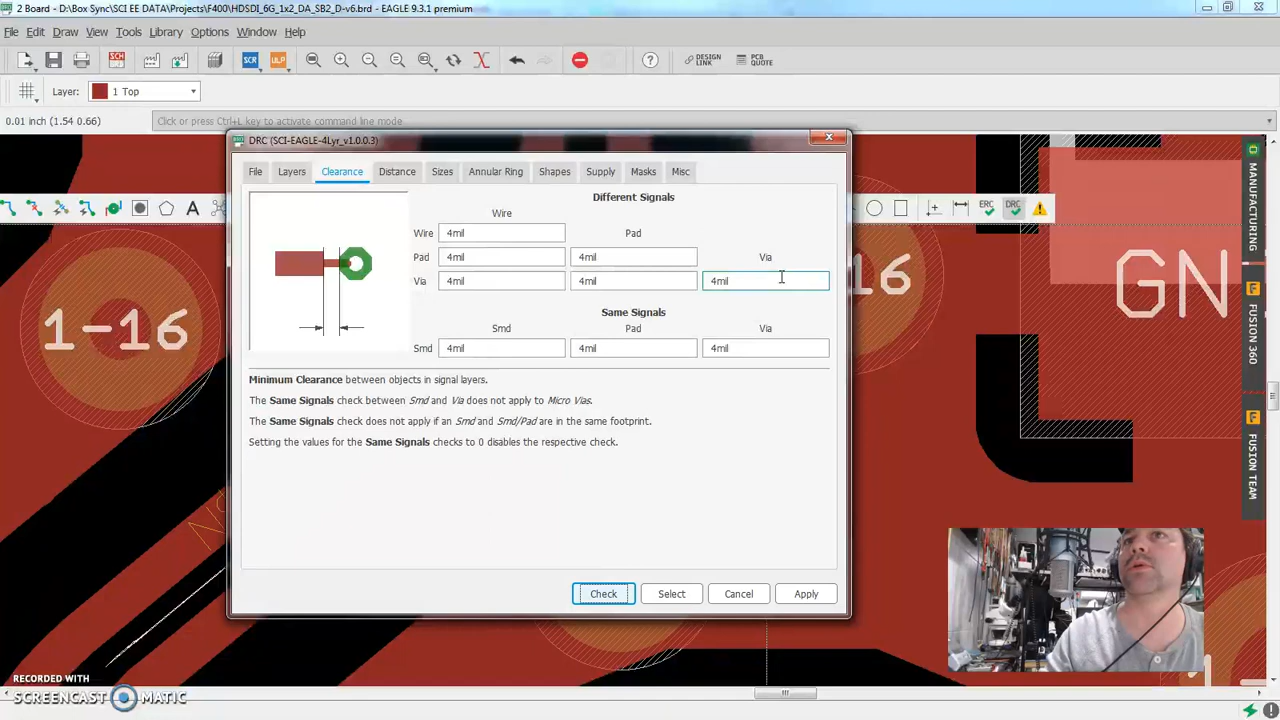 2 Board - D:\Box Sync\SCI EE DATA\Projects\F400\HDSDI_6G_1x2_DA_SB2_D-v6.brd - EAGLE 9.3.1 premium
File Edit Draw View Tools Library Options Window Help
SCH SCR ULP DESIGN LINK PCB QUOTE
Layer: 1 Top
0.01 inch (1.54 0.66) Click or press Ctrl+L key to activate command line mode
DRC (SCI-EAGLE-4Lyr_v1.0.0.3)
File Layers Clearance Distance Sizes Annular Ring Shapes Supply Masks Misc
Different Signals
Wire
Wire 4mil Pad
Pad 4mil 4mil Via
Via 4mil 4mil 4mil
Same Signals
Smd Pad Via
Smd 4mil 4mil 4mil
Minimum Clearance between objects in signal layers.
The Same Signals check between Smd and Via does not apply to Micro Vias.
The Same Signals check does not apply if an Smd and Smd/Pad are in the same footprint.
Setting the values for the Same Signals checks to 0 disables the respective check.
Check Select Cancel Apply
A ERC DRC
1-16
16
GN
MANUFACTURING
FUSION 360
FUSION TEAM
RECORDED WITH
SCREENCAST MATIC